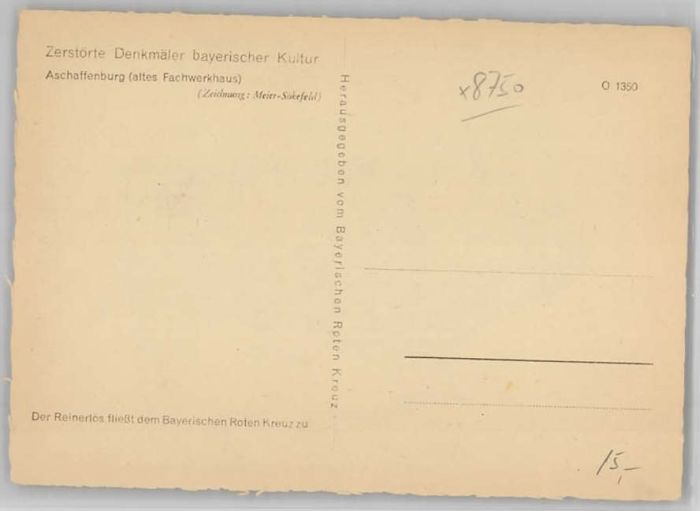 Zerstörte Denkmäler bayerischer Kultur
Aschaffenburg (altes Fachwerkhaus)
(Zeichnung: Meier-Sükefeld)
Der Reinerlös fließt dem Bayerischen Roten Kreuz zu
Herausgegeben vom Bayerischen Roten Kreuz
x8750
O 1350
15,-